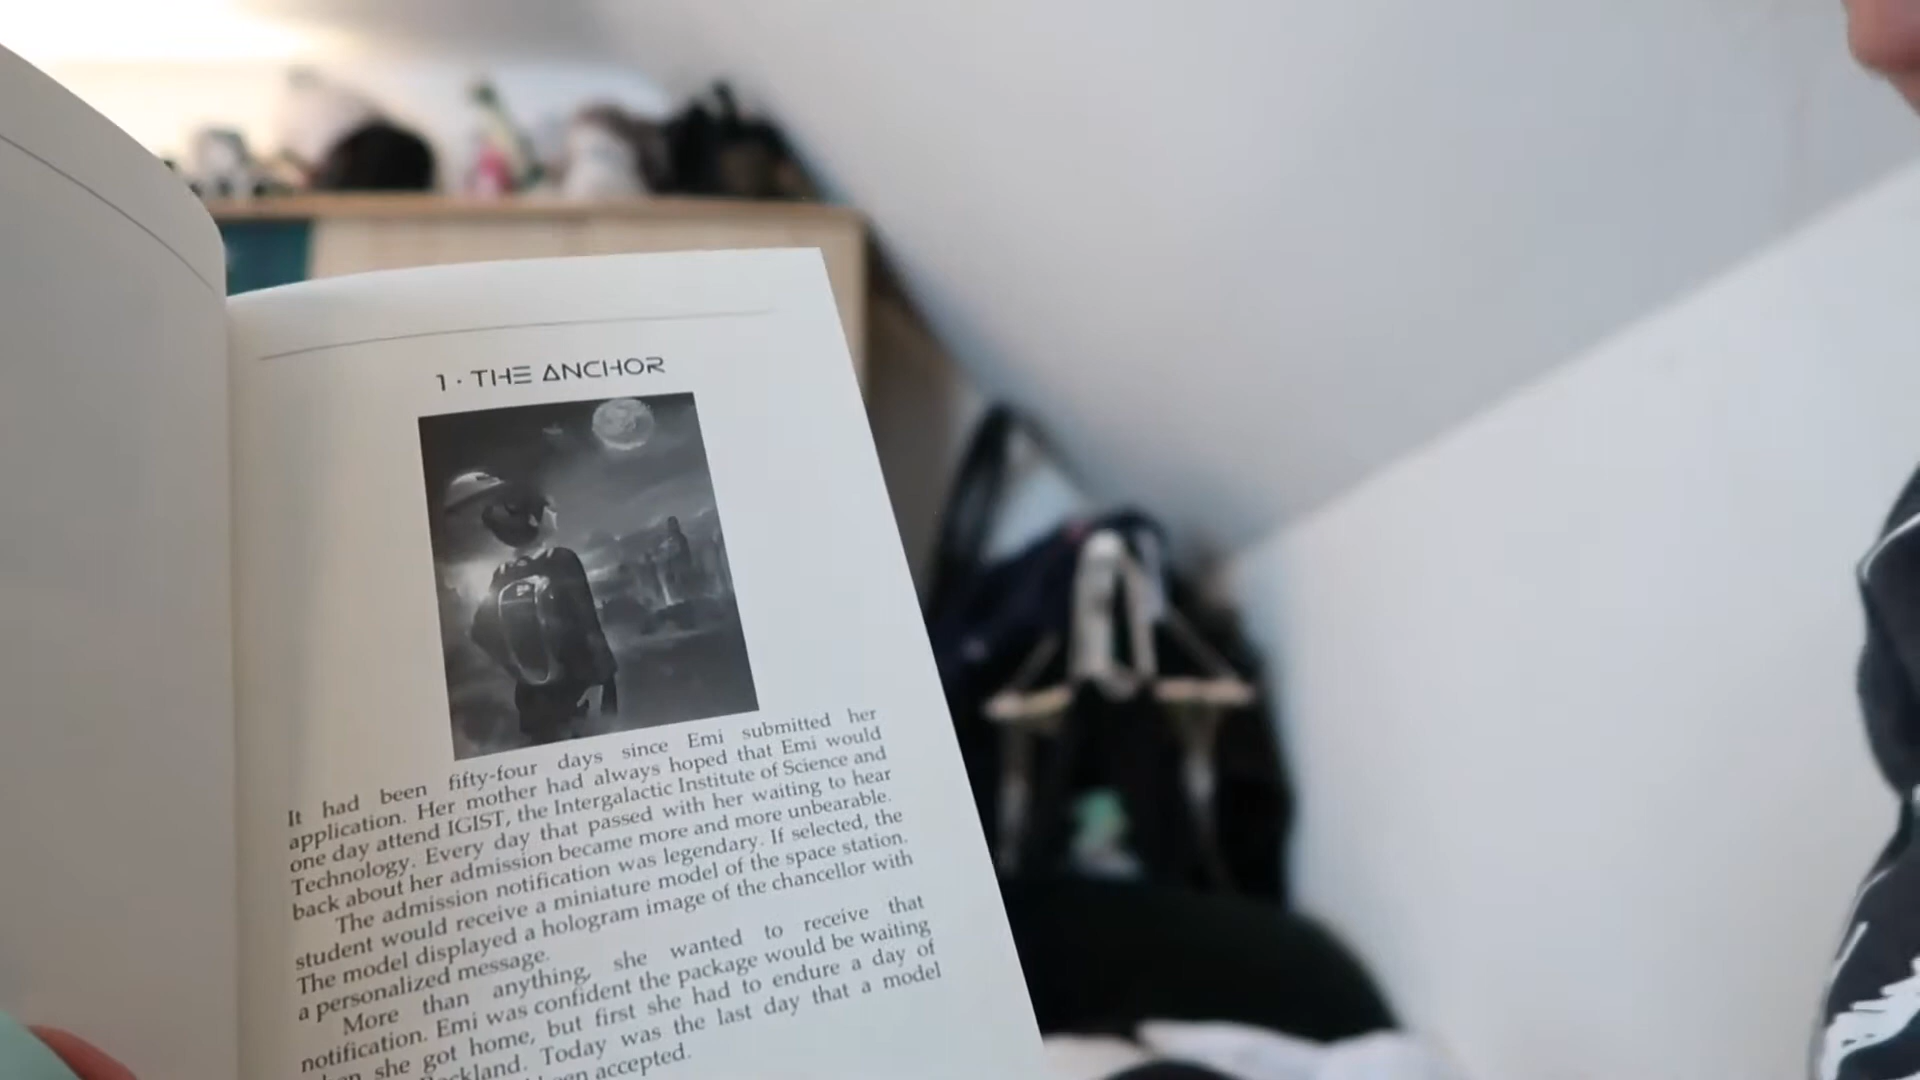 1 · THE ANCHOR
It had been fifty-four days since Emi submitted her
application. Her mother had always hoped that Emi would
one day attend IGIST, the Intergalactic Institute of Science and
Technology. Every day that passed with her waiting to hear
back about her admission became more and more unbearable.
The admission notification was legendary. If selected, the
student would receive a miniature model of the space station.
The model displayed a hologram image of the chancellor with
a personalized message.
More than anything, she wanted to receive that
notification. Emi was confident the package would be waiting
she got home, but first she had to endure a day of
Today was the last day that a model
accepted.